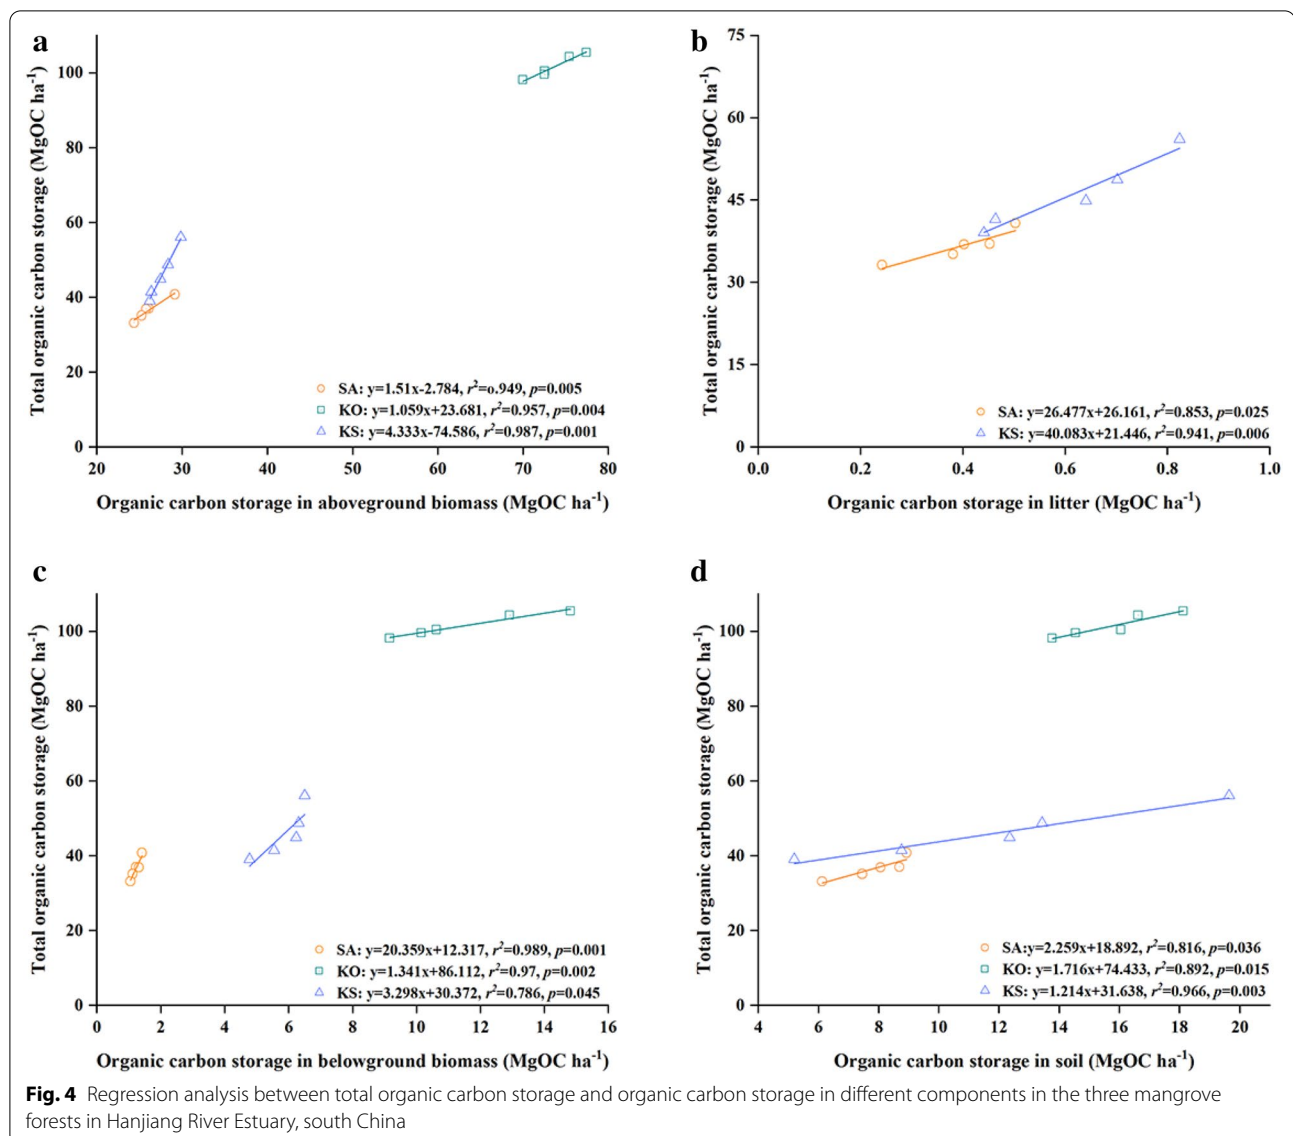 a
Total organic carbon storage (MgOC ha⁻¹)
100
80
60
40
20
0
SA: y=1.51x-2.784, r²=o.949, p=0.005
KO: y=1.059x+23.681, r²=0.957, p=0.004
KS: y=4.333x-74.586, r²=0.987, p=0.001
20 30 40 50 60 70 80
Organic carbon storage in aboveground biomass (MgOC ha⁻¹)
b
Total organic carbon storage (MgOC ha⁻¹)
75
60
45
30
15
0
SA: y=26.477x+26.161, r²=0.853, p=0.025
KS: y=40.083x+21.446, r²=0.941, p=0.006
0.0 0.2 0.4 0.6 0.8 1.0
Organic carbon storage in litter (MgOC ha⁻¹)
c
Total organic carbon storage (MgOC ha⁻¹)
100
80
60
40
20
0
SA: y=20.359x+12.317, r²=0.989, p=0.001
KO: y=1.341x+86.112, r²=0.97, p=0.002
KS: y=3.298x+30.372, r²=0.786, p=0.045
0 2 4 6 8 10 12 14 16
Organic carbon storage in belowground biomass (MgOC ha⁻¹)
d
Total organic carbon storage (MgOC ha⁻¹)
100
80
60
40
20
0
SA:y=2.259x+18.892, r²=0.816, p=0.036
KO: y=1.716x+74.433, r²=0.892, p=0.015
KS: y=1.214x+31.638, r²=0.966, p=0.003
4 6 8 10 12 14 16 18 20
Organic carbon storage in soil (MgOC ha⁻¹)
Fig. 4 Regression analysis between total organic carbon storage and organic carbon storage in different components in the three mangrove
forests in Hanjiang River Estuary, south China